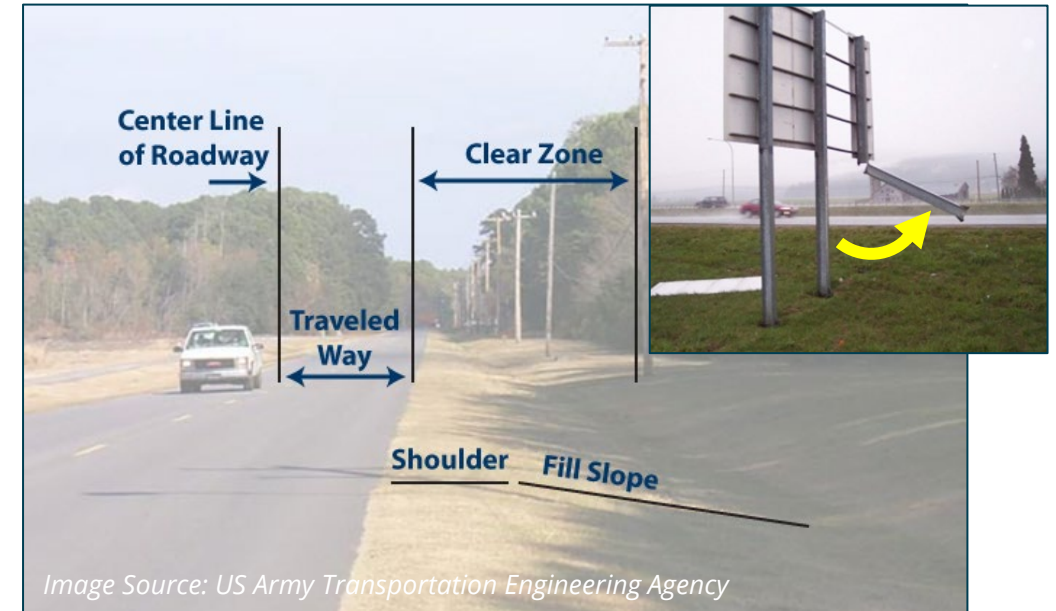 Center Line
of Roadway
Clear Zone
Traveled
Way
Shoulder
Fill Slope
Image Source: US Army Transportation Engineering Agency